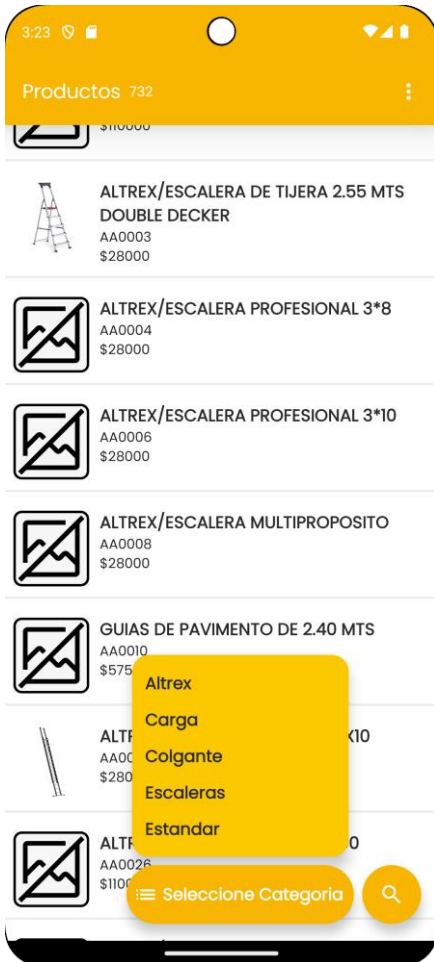 3:23
Productos 732
$110000
ALTREX/ESCALERA DE TIJERA 2.55 MTS
DOUBLE DECKER
AA0003
$28000
ALTREX/ESCALERA PROFESIONAL 3*8
AA0004
$28000
ALTREX/ESCALERA PROFESIONAL 3*10
AA0006
$28000
ALTREX/ESCALERA MULTIPROPOSITO
AA0008
$28000
GUIAS DE PAVIMENTO DE 2.40 MTS
AA0010
$575
Altrex
Carga
Colgante
Escaleras
Estandar
AA0026
Seleccione Categoria